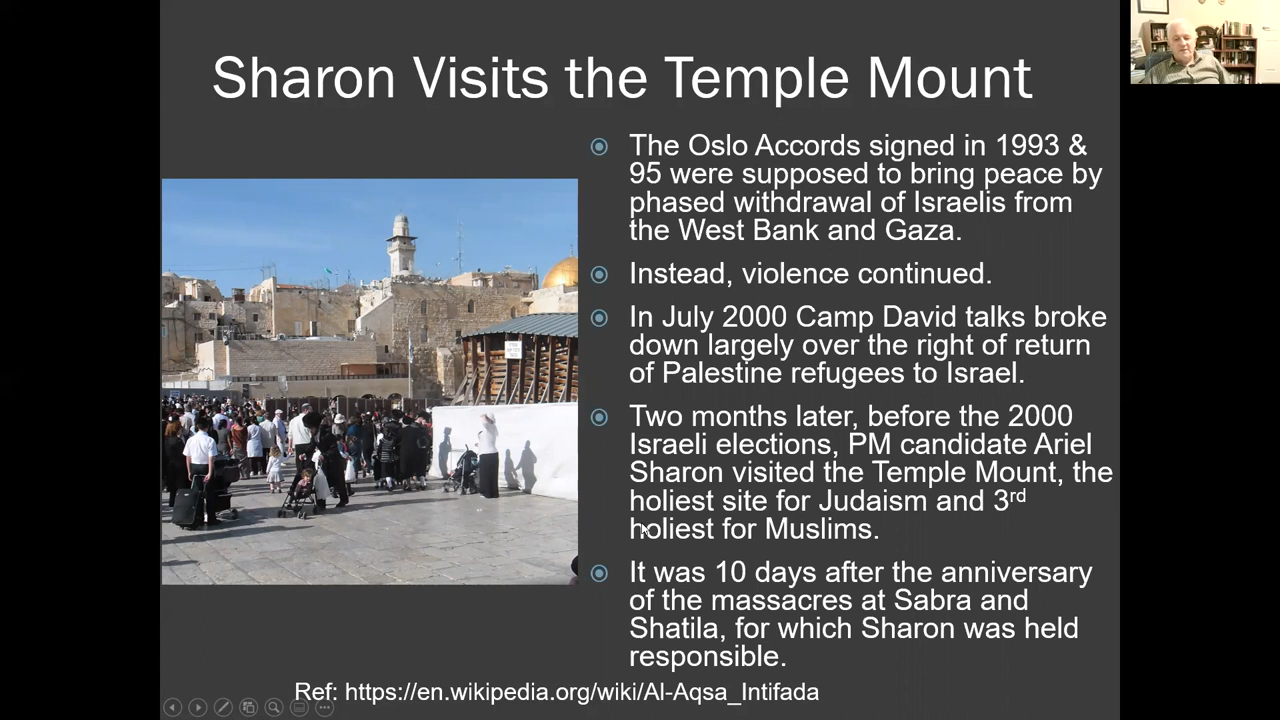 Sharon Visits the Temple Mount
The Oslo Accords signed in 1993 &
95 were supposed to bring peace by
phased withdrawal of Israelis from
the West Bank and Gaza.
Instead, violence continued.
In July 2000 Camp David talks broke
down largely over the right of return
of Palestine refugees to Israel.
Two months later, before the 2000
Israeli elections, PM candidate Ariel
Sharon visited the Temple Mount, the
holiest site for Judaism and 3rd
holiest for Muslims.
It was 10 days after the anniversary
of the massacres at Sabra and
Shatila, for which Sharon was held
responsible.
Ref: https://en.wikipedia.org/wiki/Al-Aqsa_Intifada